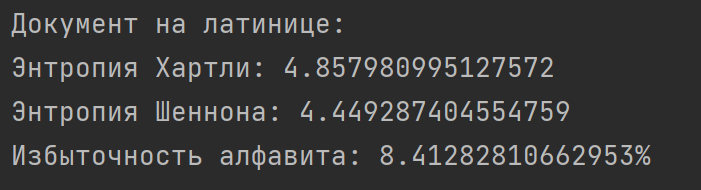 Документ на латинице:
Энтропия Хартли: 4.857980995127572
Энтропия Шеннона: 4.449287404554759
Избыточность алфавита: 8.41282810662953%